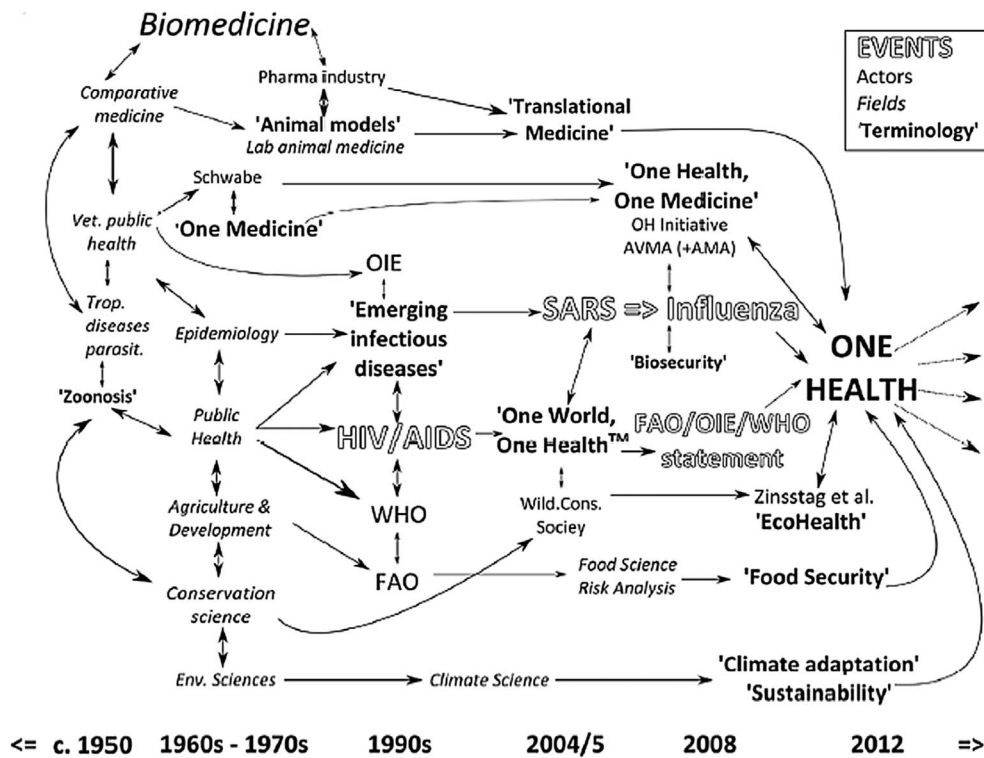 Biomedicine
EVENTS
Actors
Fields
'Terminology'
Pharma industry
Comparative
medicine
'Animal models'
Lab animal medicine
'Translational
Medicine'
Schwabe
'One Medicine'
'One Health,
One Medicine'
OH Initiative
AVMA (+AMA)
Vet. public
health
OIE
'Emerging
infectious
diseases'
SARS => Influenza
Trop.
diseases
parasit.
Epidemiology
'Biosecurity'
ONE
HEALTH
'Zoonosis'
Public
Health
HIV/AIDS
'One World,
One Health™
FAO/OIE/WHO
statement
Agriculture &
Development
WHO
Wild.Cons.
Sociey
Zinsstag et al.
'EcoHealth'
Conservation
science
FAO
Food Science
Risk Analysis
'Food Security'
Env. Sciences
Climate Science
'Climate adaptation'
'Sustainability'
<= c. 1950 1960s - 1970s 1990s 2004/5 2008 2012 =>